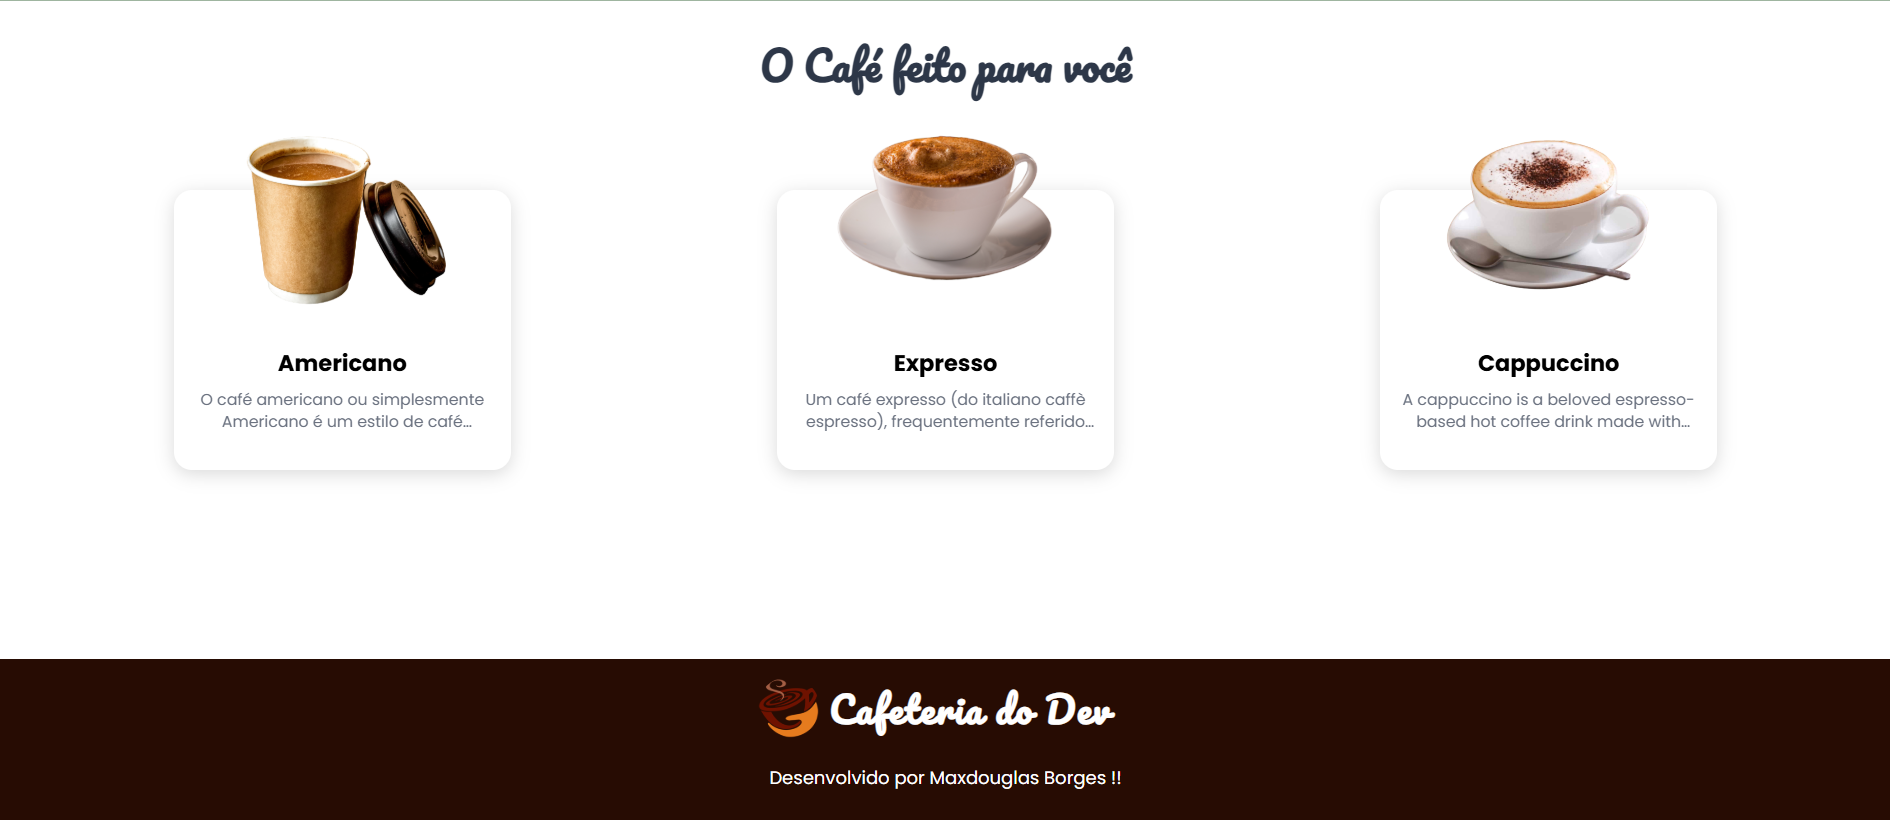 O Café feito para você
Americano
O café americano ou simplesmente
Americano é um estilo de café...
Expresso
Um café expresso (do italiano caffè
espresso), frequentemente referido...
Cappuccino
A cappuccino is a beloved espresso-
based hot coffee drink made with...
Cafeteria do Dev
Desenvolvido por Maxdouglas Borges !!